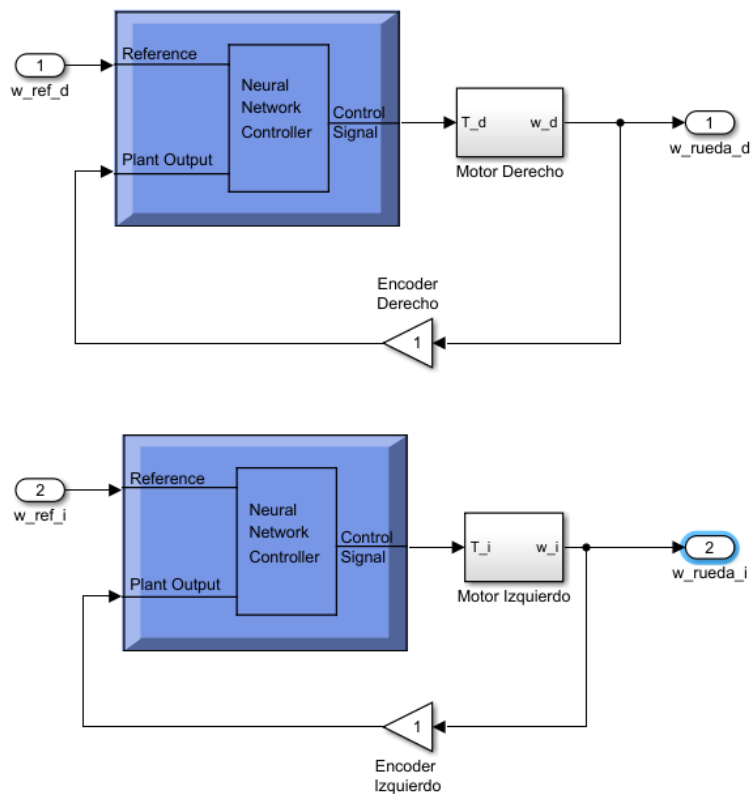 1
w_ref_d
Reference
Plant Output
Neural
Network
Controller
Control
Signal
T_d
w_d
Motor Derecho
1
w_rueda_d
Encoder
Derecho
1
2
w_ref_i
Reference
Plant Output
Neural
Network
Controller
Control
Signal
T_i
w_i
Motor Izquierdo
2
w_rueda_i
1
Encoder
Izquierdo